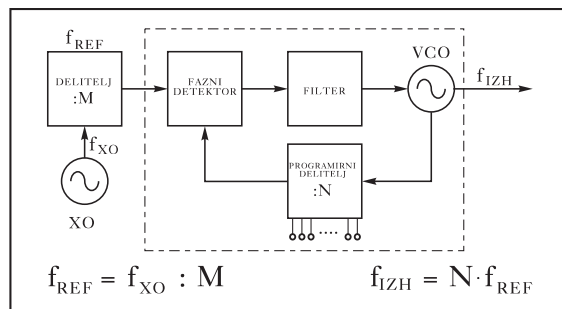 f_REF
VCO
DELITELJ
:M
FAZNI
DETEKTOR
FILTER
f_IZH
f_XO
PROGRAMIRNI
DELITELJ
:N
XO
f_REF = f_XO : M
f_IZH = N·f_REF